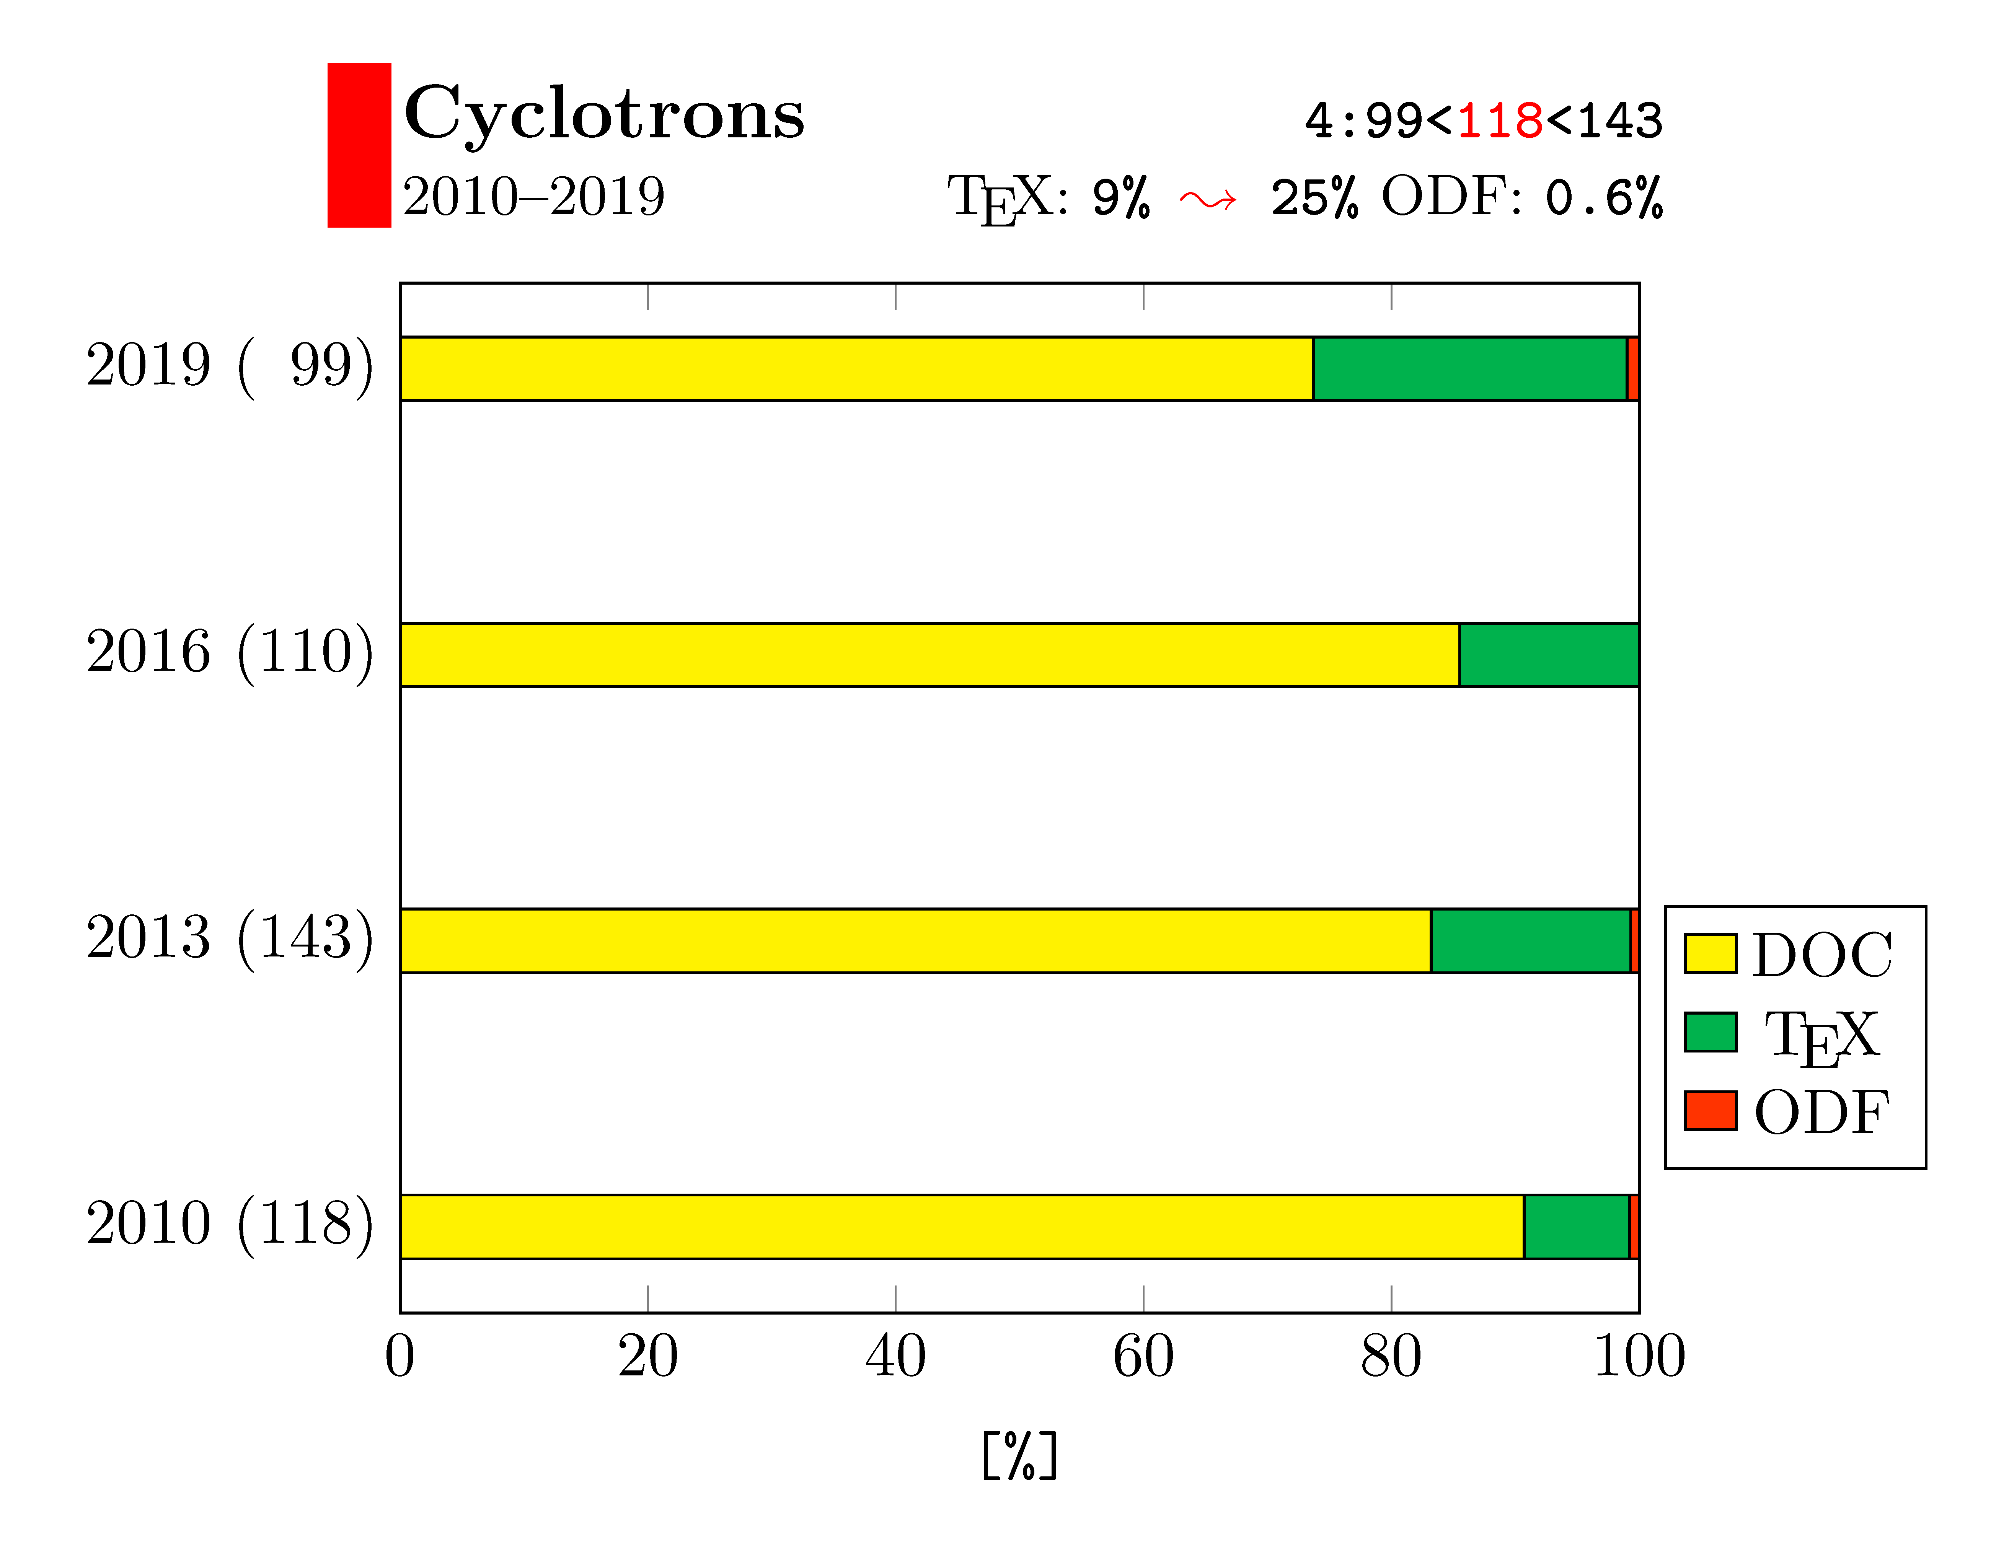 Cyclotrons
4:99<118<143
2010–2019
TEX: 9% ⇝ 25% ODF: 0.6%
2019 ( 99)
2016 (110)
2013 (143)
2010 (118)
DOC
TEX
ODF
0 20 40 60 80 100
[%]